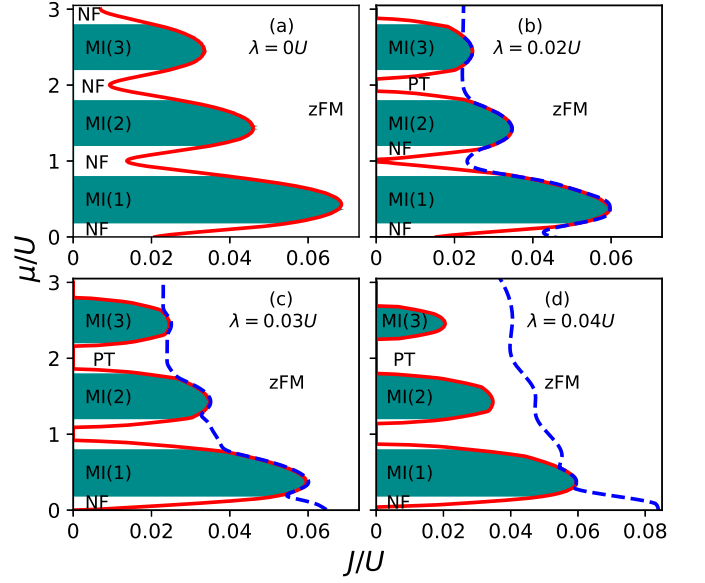 3
2
1
0
NF
MI(3)
NF
MI(2)
NF
MI(1)
NF
(a)
λ = 0U
zFM
0
0.02
0.04
0.06
MI(3)
PT
MI(2)
NF
MI(1)
(b)
λ = 0.02U
zFM
0
0.02
0.04
0.06
μ/U
3
2
1
0
MI(3)
PT
MI(2)
MI(1)
NF
(c)
λ = 0.03U
zFM
0
0.02
0.04
0.06
MI(3)
PT
MI(2)
MI(1)
NF
(d)
λ = 0.04U
zFM
0
0.02
0.04
0.06
0.08
J/U